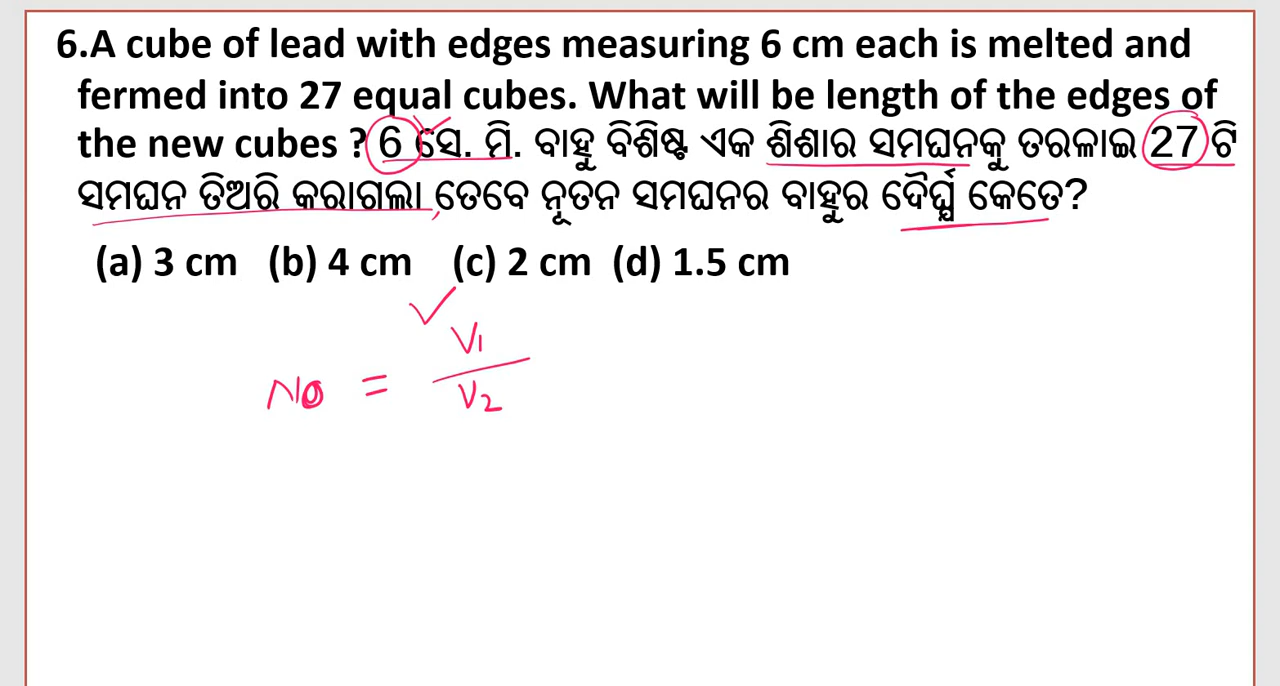 6.A cube of lead with edges measuring 6 cm each is melted and
fermed into 27 equal cubes. What will be length of the edges of
the new cubes ? 6 ସେ. ମି. ବାହୁ ବିଶିଷ୍ଟ ଏକ ଶିଶାର ସମଘନକୁ ତରଳାଇ 27 ଟି
ସମଘନ ତିଅରି କରାଗଲା ତେବେ ନୂତନ ସମଘନର ବାହୁର ଦୈର୍ଘ୍ଯ କେତେ?
(a) 3 cm (b) 4 cm (c) 2 cm (d) 1.5 cm
V1
No =
V2